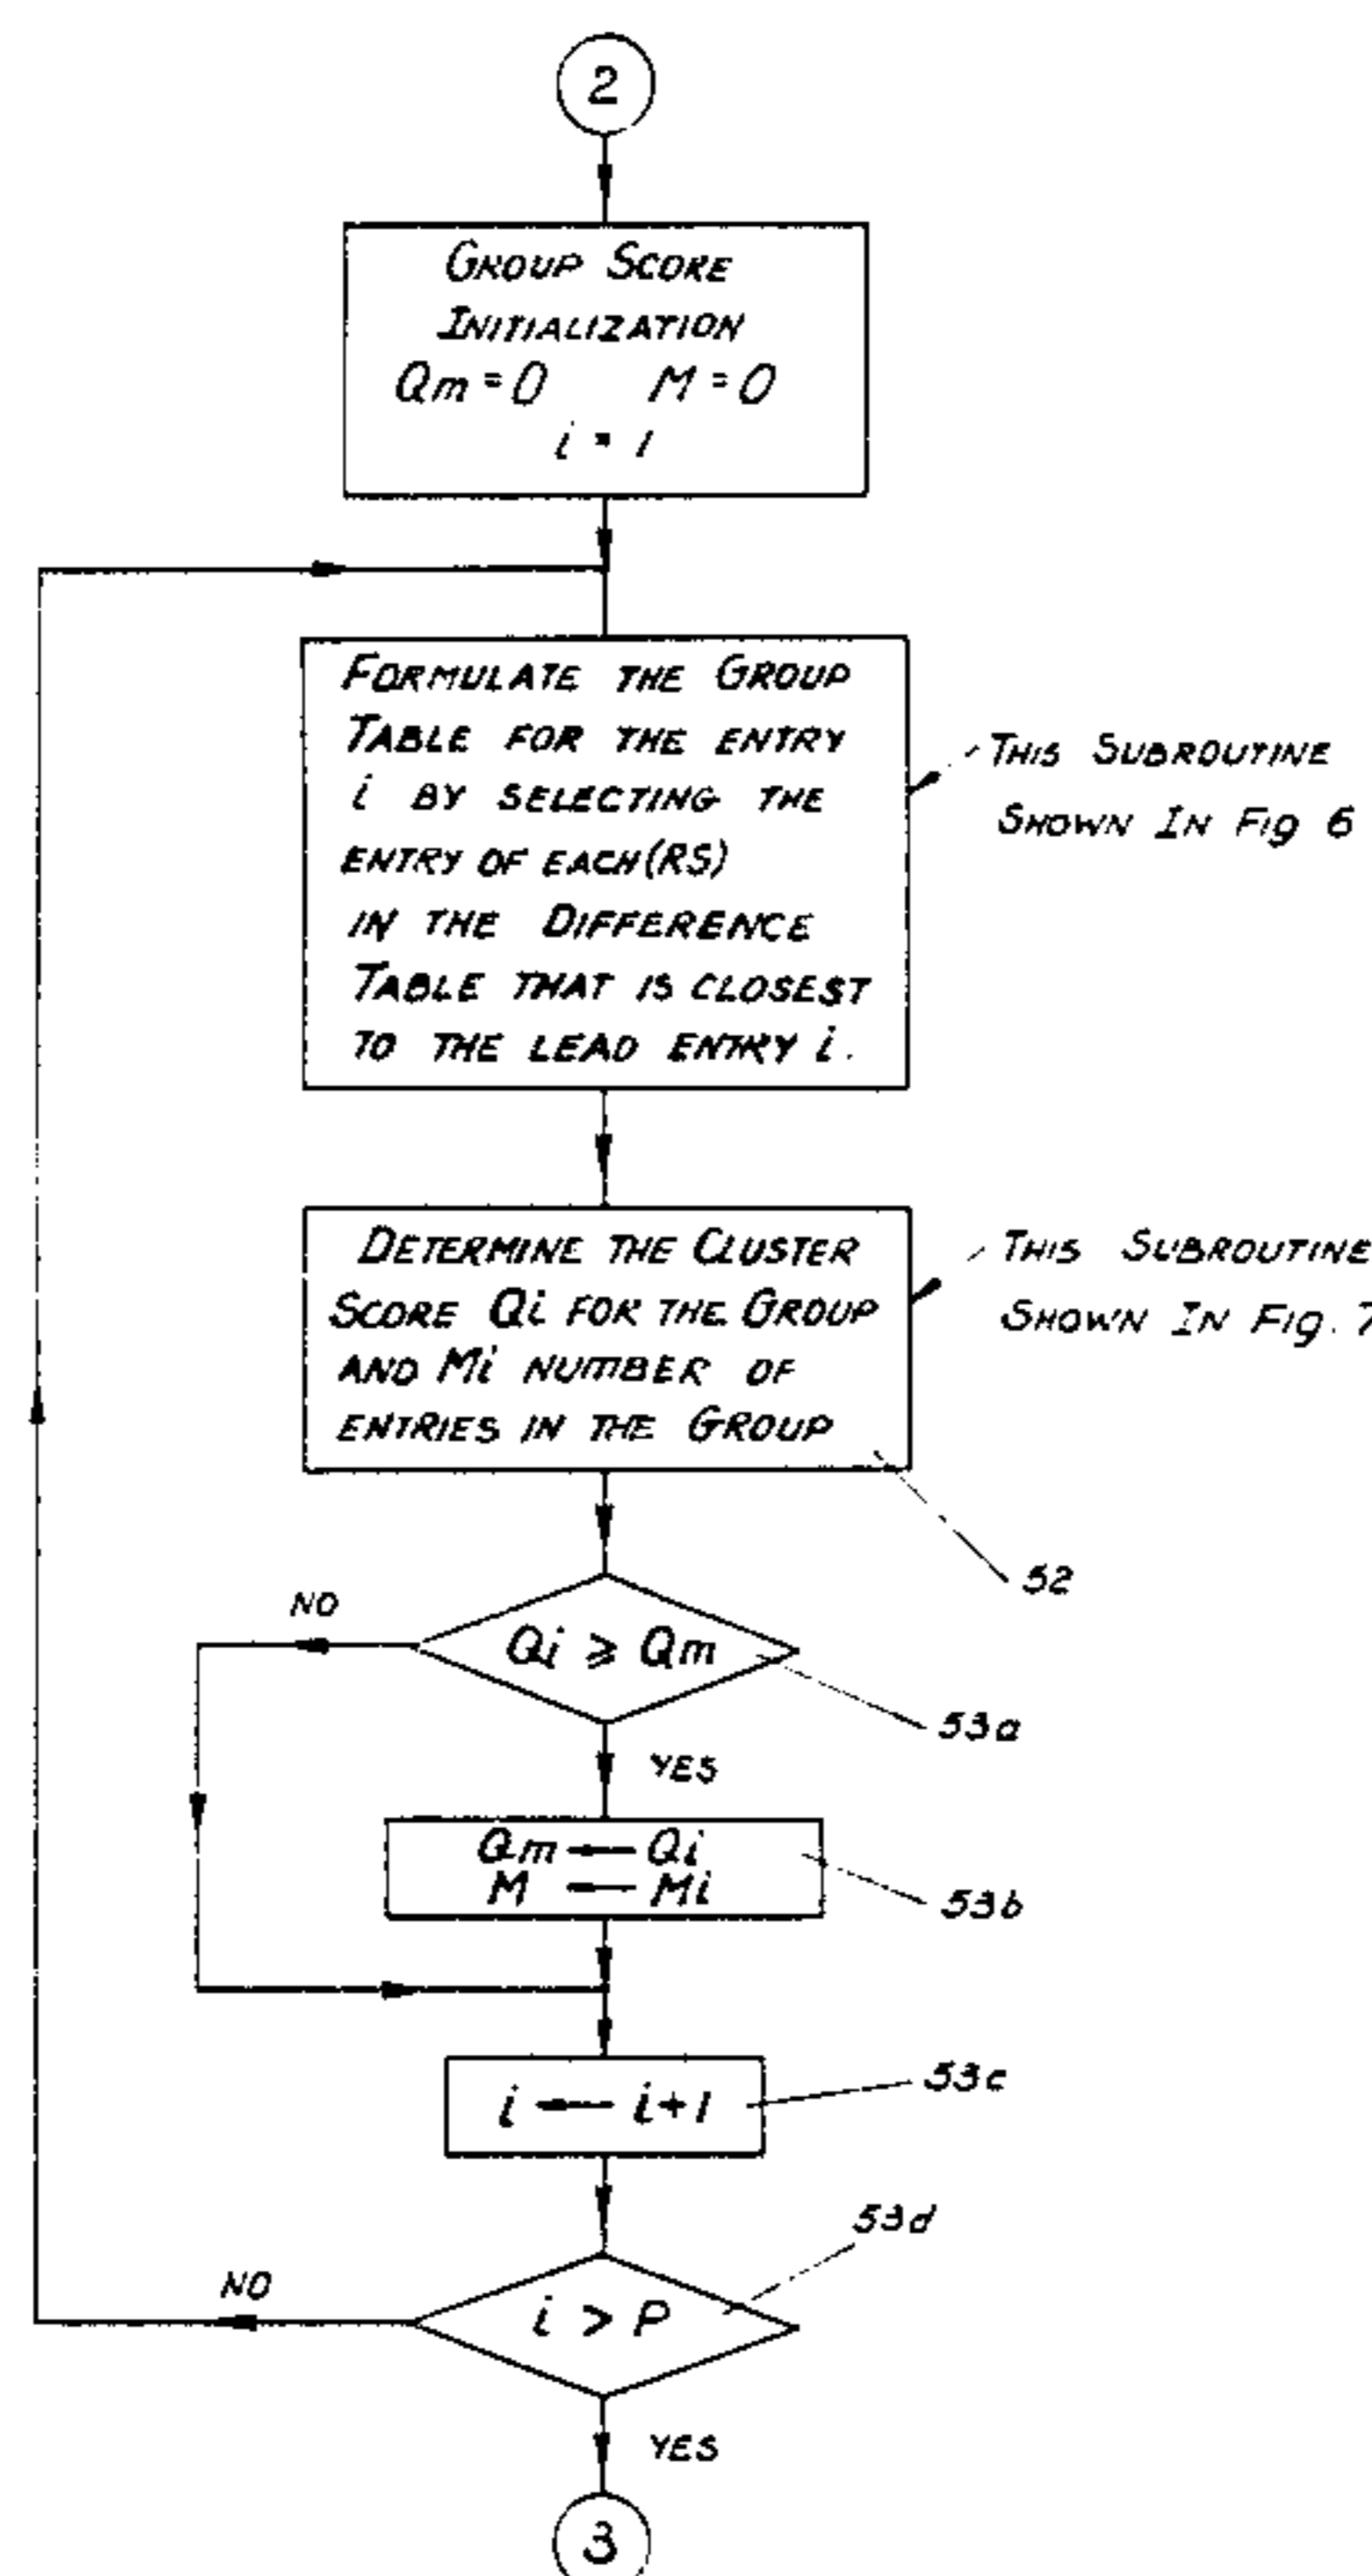 2
GROUP SCORE
INITIALIZATION
Qm = 0 M = 0
i = 1
FORMULATE THE GROUP
TABLE FOR THE ENTRY
i BY SELECTING THE
ENTRY OF EACH (RS)
IN THE DIFFERENCE
TABLE THAT IS CLOSEST
TO THE LEAD ENTRY i.
THIS SUBROUTINE
SHOWN IN Fig 6
DETERMINE THE CLUSTER
SCORE Qi FOR THE GROUP
AND Mi NUMBER OF
ENTRIES IN THE GROUP
THIS SUBROUTINE
SHOWN IN FIG. 7
52
NO
Qi ⩾ Qm
53a
YES
Qm ← Qi
M ← Mi
53b
i ← i+1
53c
53d
NO
i > P
YES
3